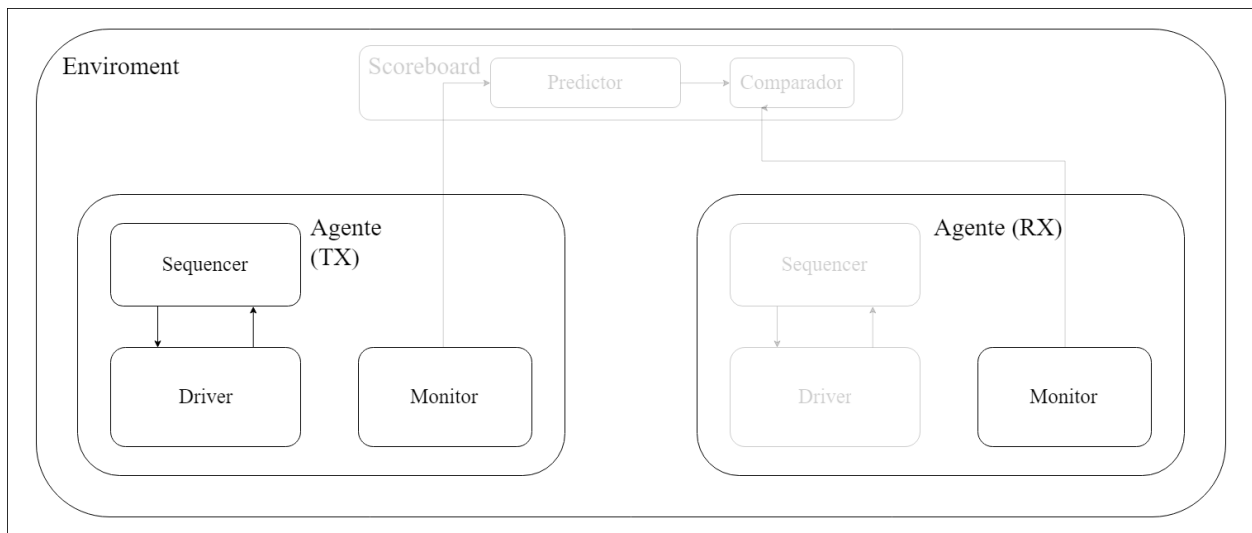 Enviroment
Scoreboard
Predictor
Comparador
Agente
(TX)
Sequencer
Driver
Monitor
Agente (RX)
Sequencer
Driver
Monitor